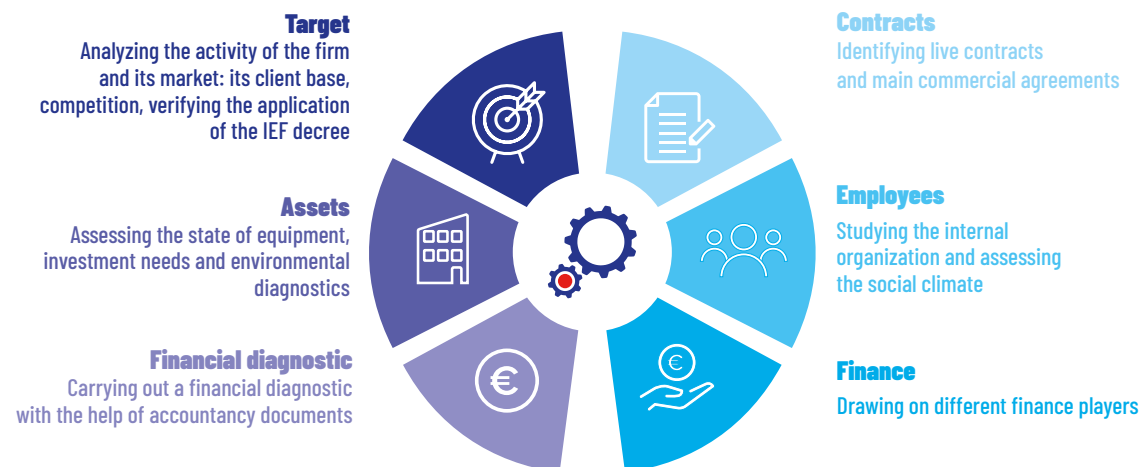 Target
Analyzing the activity of the firm
and its market: its client base,
competition, verifying the application
of the IEF decree
Assets
Assessing the state of equipment,
investment needs and environmental
diagnostics
Financial diagnostic
Carrying out a financial diagnostic
with the help of accountancy documents
€
€
Contracts
Identifying live contracts
and main commercial agreements
Employees
Studying the internal
organization and assessing
the social climate
Finance
Drawing on different finance players